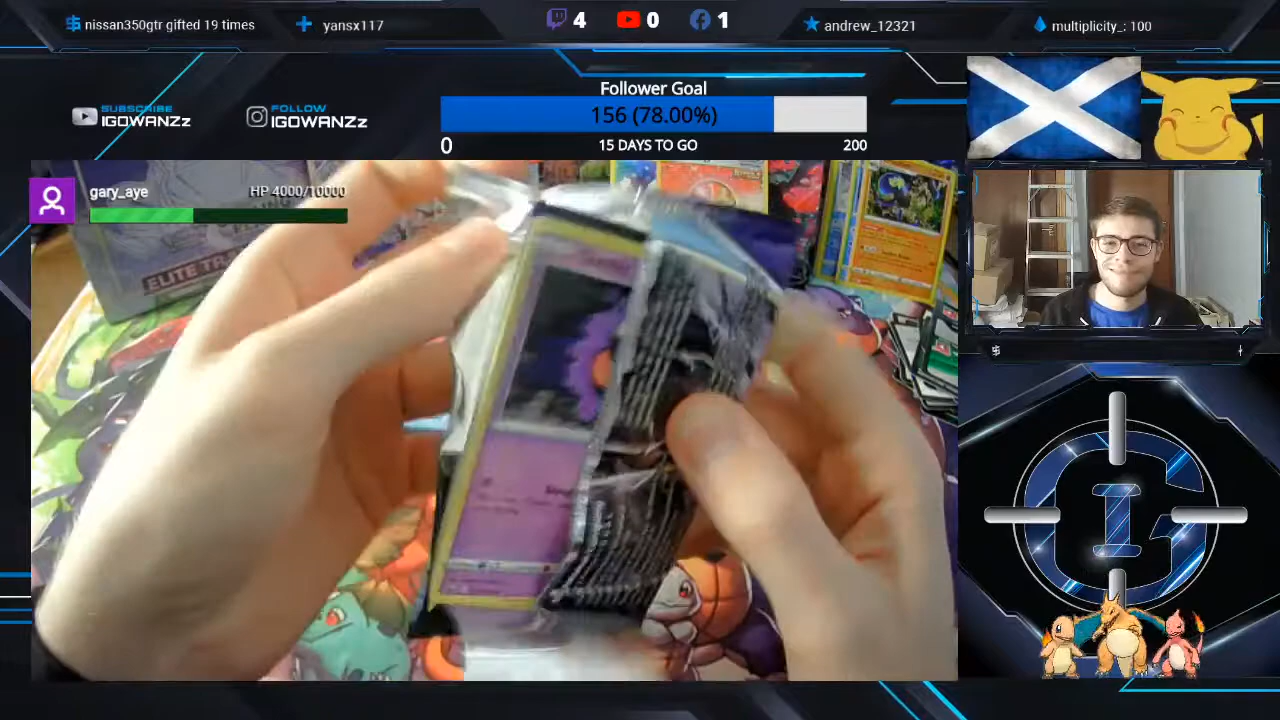 nissan350gtr gifted 19 times
yansx117
4
0
1
andrew_12321
multiplicity_: 100
SUBSCRIBE
IGOWANZz
FOLLOW
IGOWANZz
Follower Goal
156 (78.00%)
0
15 DAYS TO GO
200
gary_aye
HP 4000/10000
ELITE TRA
G
I